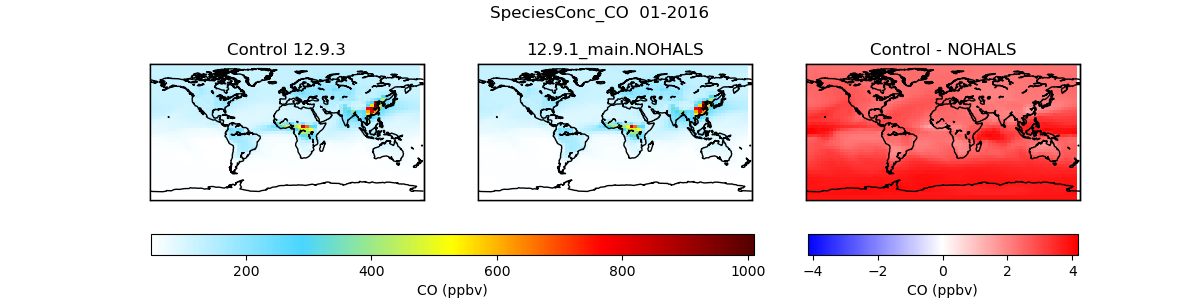 SpeciesConc_CO  01-2016
Control 12.9.3
12.9.1_main.NOHALS
Control - NOHALS
200 400 600 800 1000
CO (ppbv)
−4 −2 0 2 4
CO (ppbv)